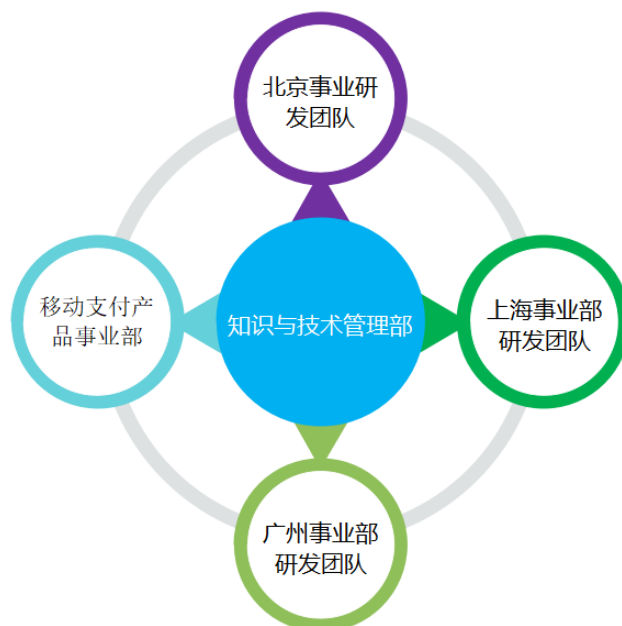 北京事业研
发团队
移动支付产
品事业部
知识与技术管理部
上海事业部
研发团队
广州事业部
研发团队